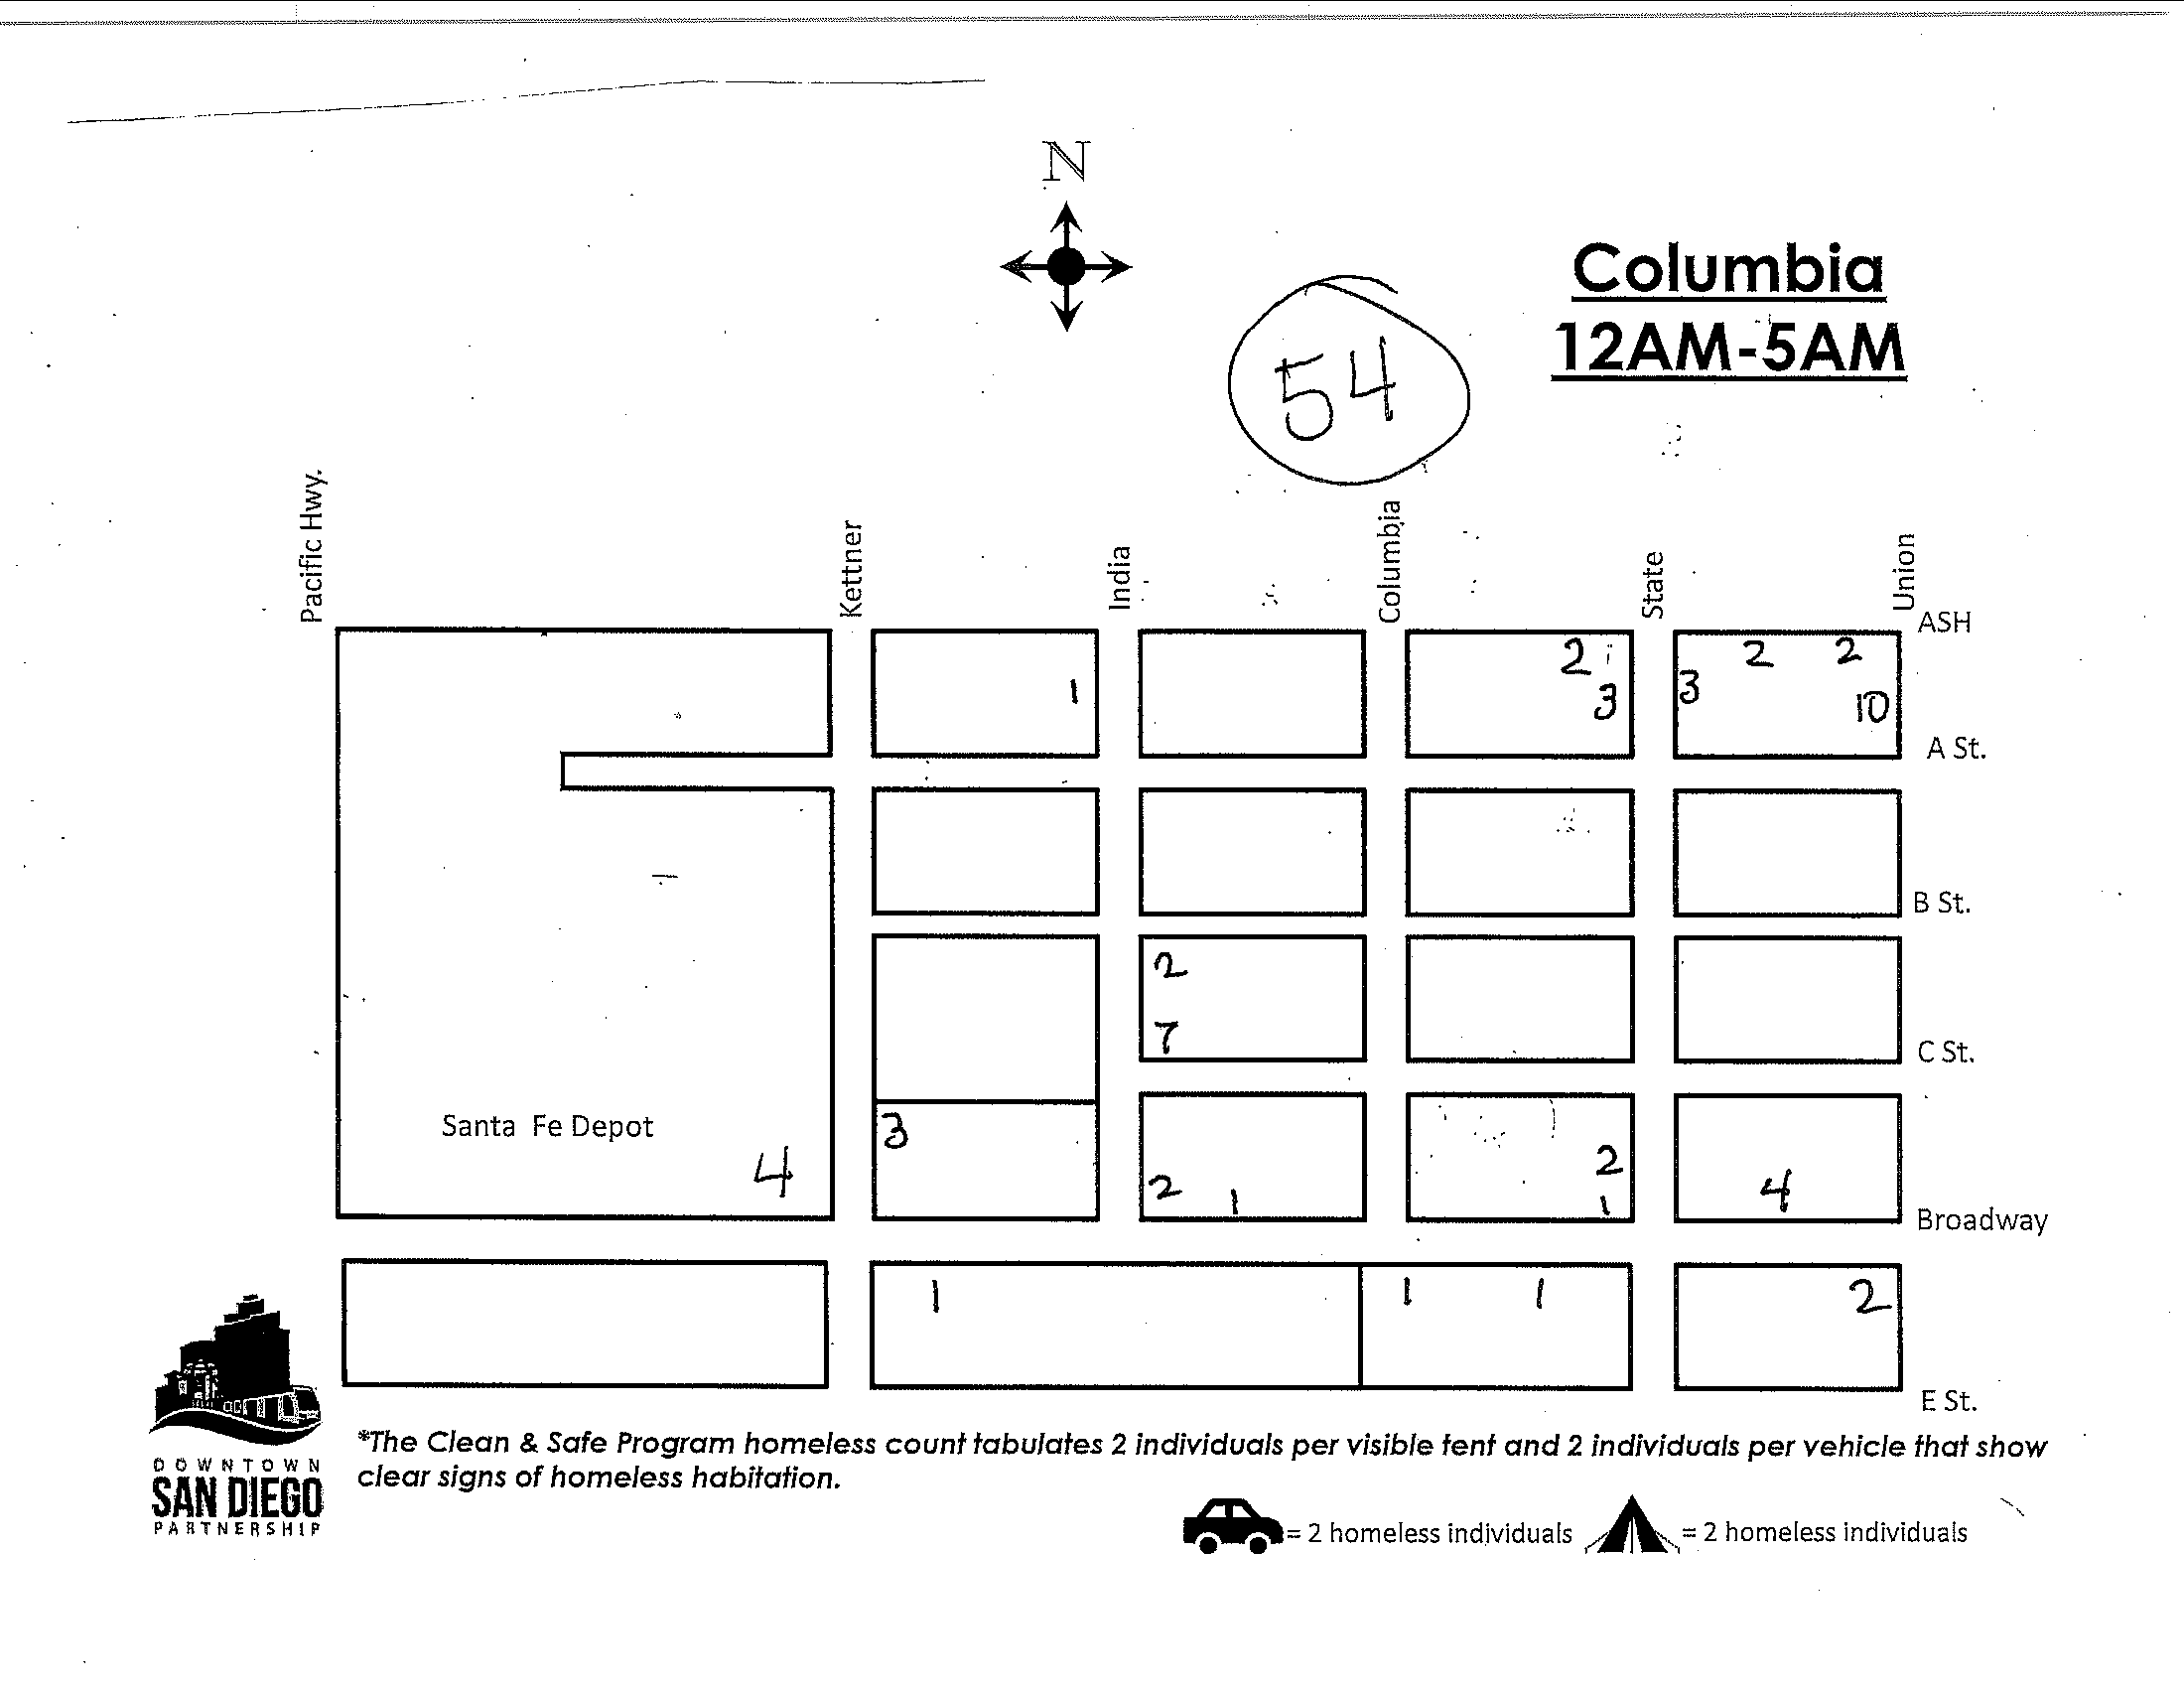 N
Columbia
12AM-5AM
54
Pacific Hwy.
Kettner
India
Columbia
State
Union
ASH
1
2
3
3
2
2
10
A St.
B St.
2
7
C St.
Santa Fe Depot
4
3
2
1
2
1
4
Broadway
1
1
1
2
E St.
DOWNTOWN
SAN DIEGO
PARTNERSHIP
*The Clean & Safe Program homeless count tabulates 2 individuals per visible tent and 2 individuals per vehicle that show
clear signs of homeless habitation.
= 2 homeless individuals
= 2 homeless individuals